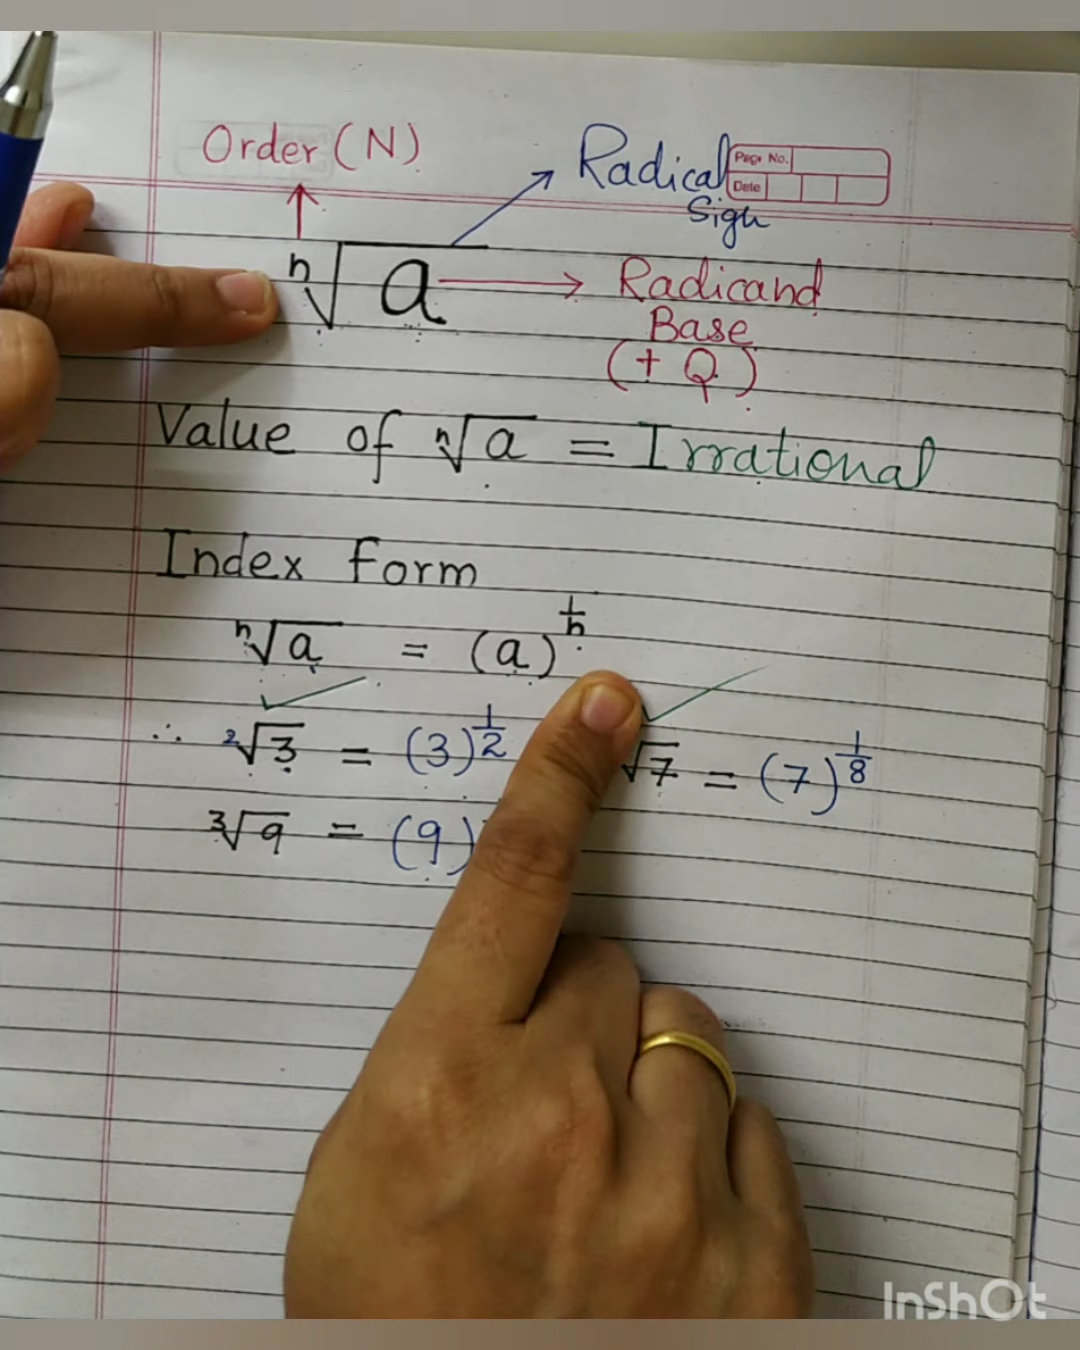 Order (N)
Radical
Sign
Page No.
Date
ⁿ√a → Radicand
Base
(+ Q)
Value of ⁿ√a = Irrational
Index form
ⁿ√a = (a)^1/n
∴ ²√3 = (3)^1/2
√7 = (7)^1/8
³√9 = (9)
InShOt